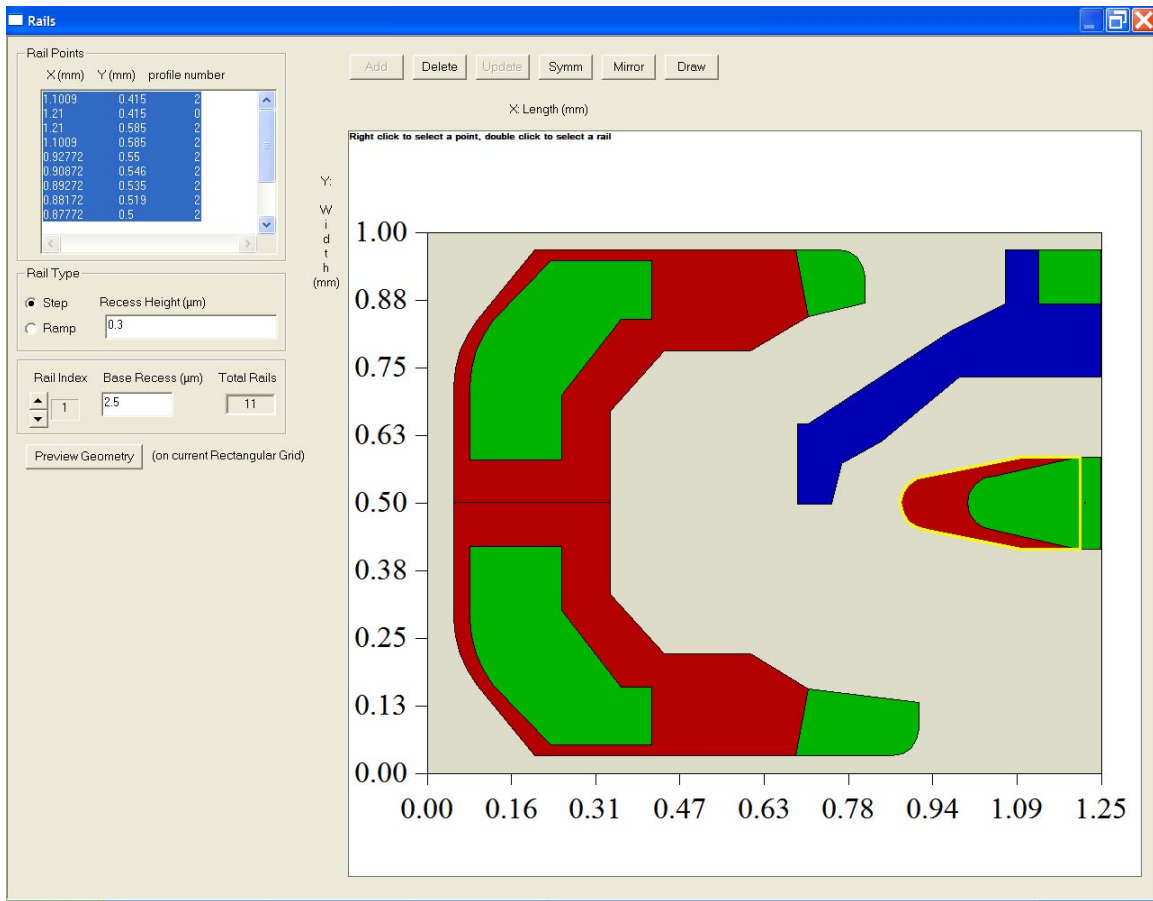 Rails
Rail Points
X (mm) Y (mm) profile number
1.1009 0.415 2
1.21 0.415 0
1.21 0.585 2
1.1009 0.585 2
0.92772 0.55 2
0.90872 0.546 2
0.89272 0.535 2
0.88172 0.519 2
0.87772 0.5 2
Rail Type
Step
Recess Height (µm)
Ramp
0.3
Rail Index Base Recess (µm) Total Rails
1 2.5 11
Preview Geometry (on current Rectangular Grid)
Add Delete Update Symm Mirror Draw
X: Length (mm)
Right click to select a point, double click to select a rail
Y:
W
i
d
t
h
(mm)
1.00
0.88
0.75
0.63
0.50
0.38
0.25
0.13
0.00
0.00 0.16 0.31 0.47 0.63 0.78 0.94 1.09 1.25